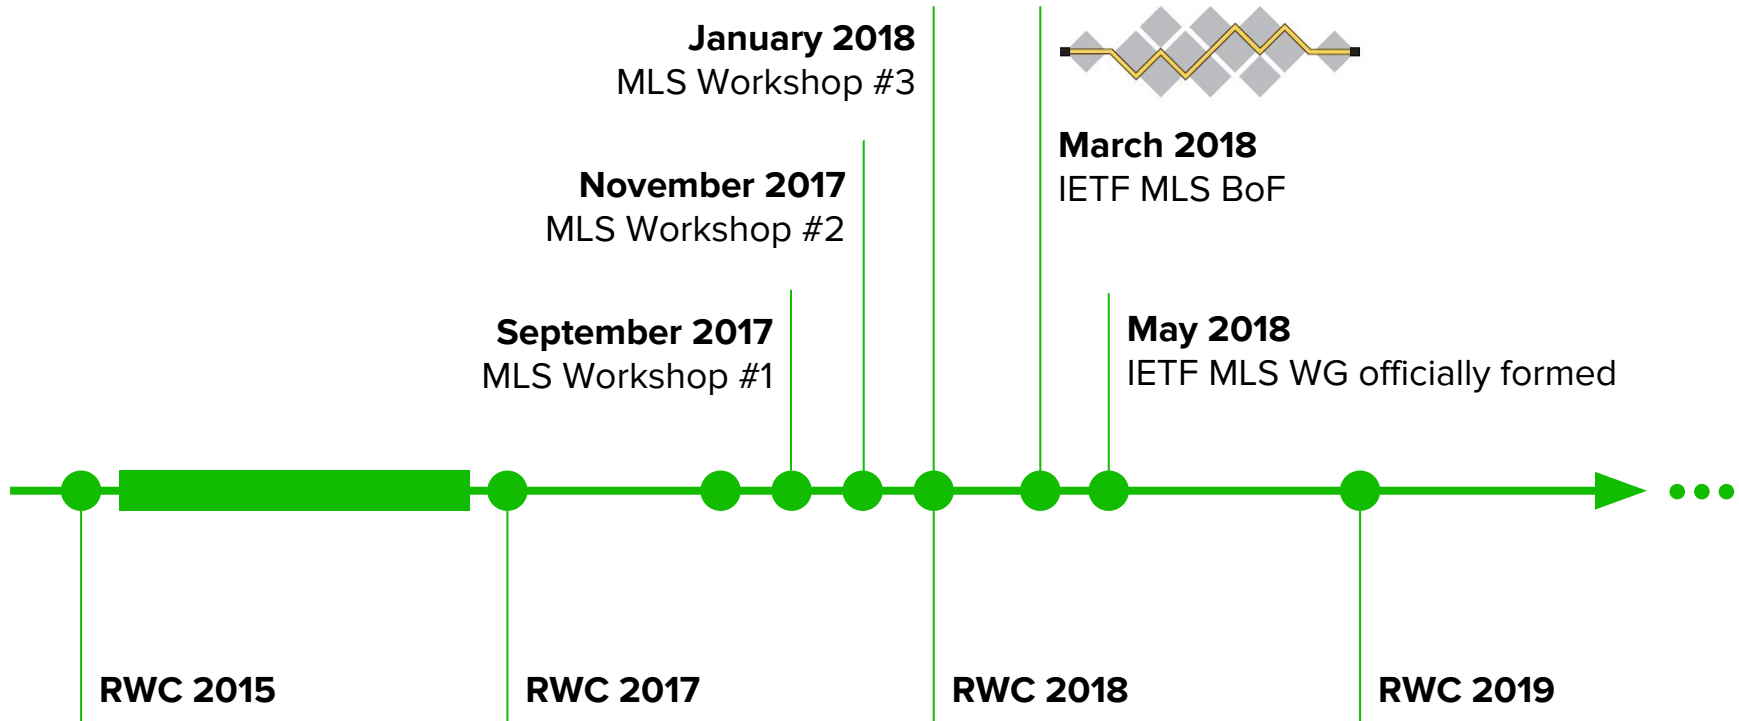 January 2018
MLS Workshop #3
March 2018
IETF MLS BoF
November 2017
MLS Workshop #2
September 2017
MLS Workshop #1
May 2018
IETF MLS WG officially formed
RWC 2015
RWC 2017
RWC 2018
RWC 2019